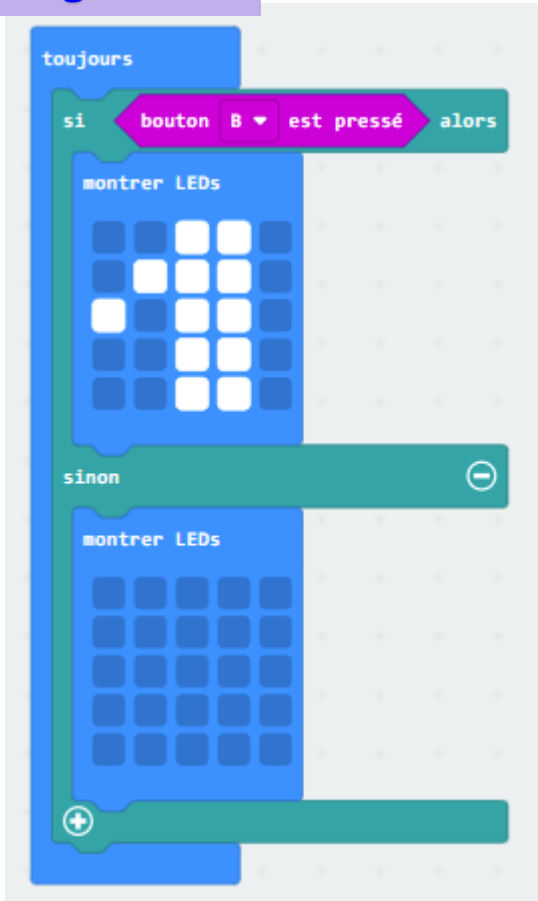 toujours
si bouton B est pressé alors
montrer LEDs
sinon
montrer LEDs